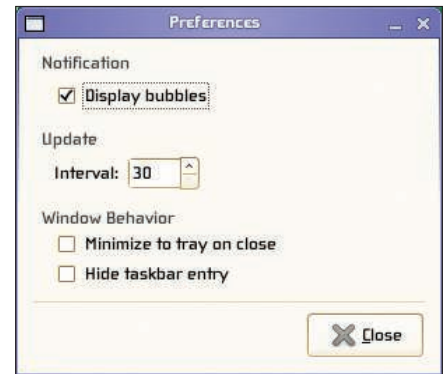 Preferences
Notification
Display bubbles
Update
Interval: 30
Window Behavior
Minimize to tray on close
Hide taskbar entry
Close